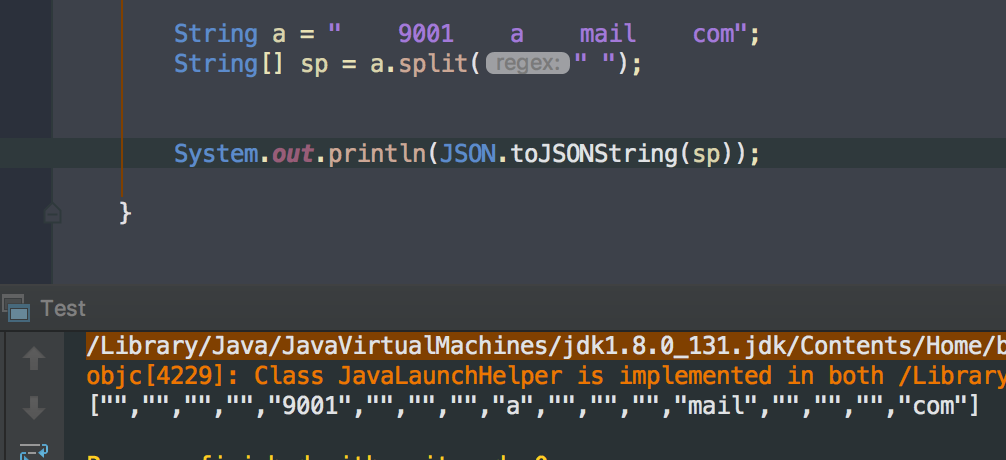 String a = "    9001    a    mail    com";
String[] sp = a.split( regex: " ");
System.out.println(JSON.toJSONString(sp));
}
Test
/Library/Java/JavaVirtualMachines/jdk1.8.0_131.jdk/Contents/Home/b
objc[4229]: Class JavaLaunchHelper is implemented in both /Library
["","","","","9001","","","","a","","","","mail","","","","com"]